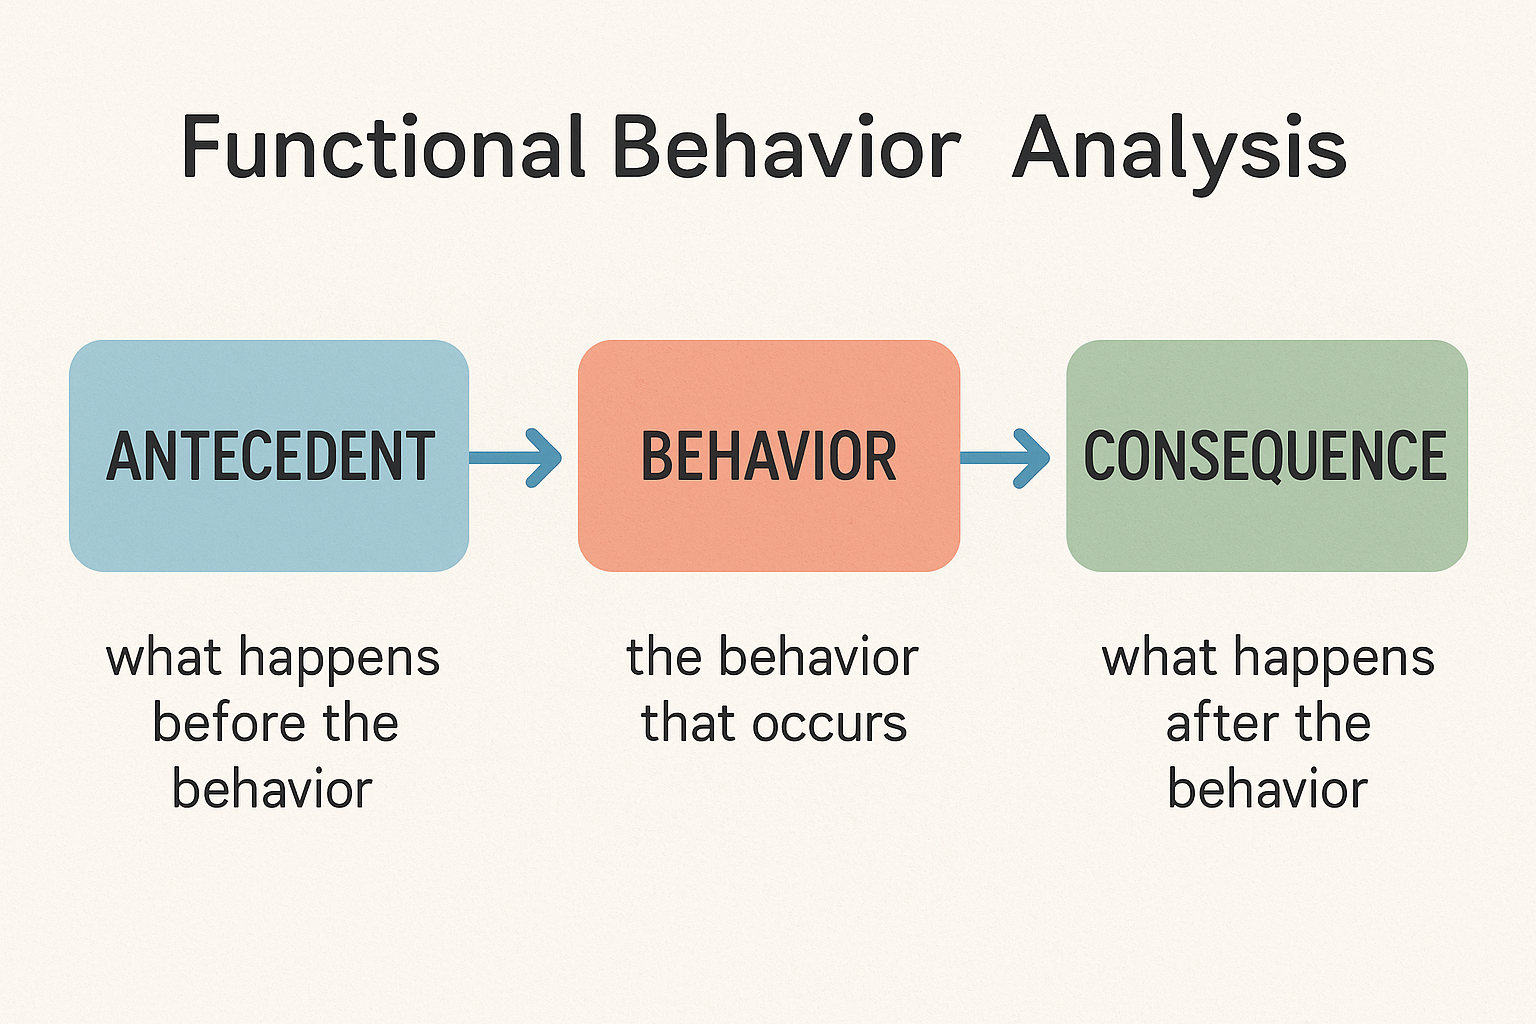 Functional Behavior Analysis
ANTECEDENT
BEHAVIOR
CONSEQUENCE
what happens
before the
behavior
the behavior
that occurs
what happens
after the
behavior